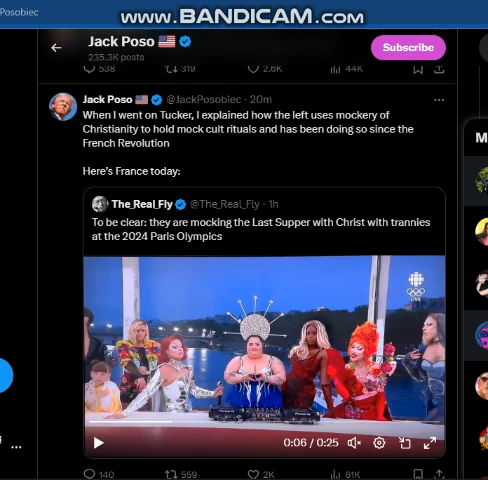 Posobiec
www.BANDICAM.com
Jack Poso
235.3K posts
Subscribe
538 319 2.6K 44K
Jack Poso @JackPosobiec · 20m
When I went on Tucker, I explained how the left uses mockery of
Christianity to hold mock cult rituals and has been doing so since the
French Revolution
Here's France today:
The_Real_Fly @The_Real_Fly · 1h
To be clear: they are mocking the Last Supper with Christ with trannies
at the 2024 Paris Olympics
LIVE
0:06 / 0:25
140 559 2K 61K
M